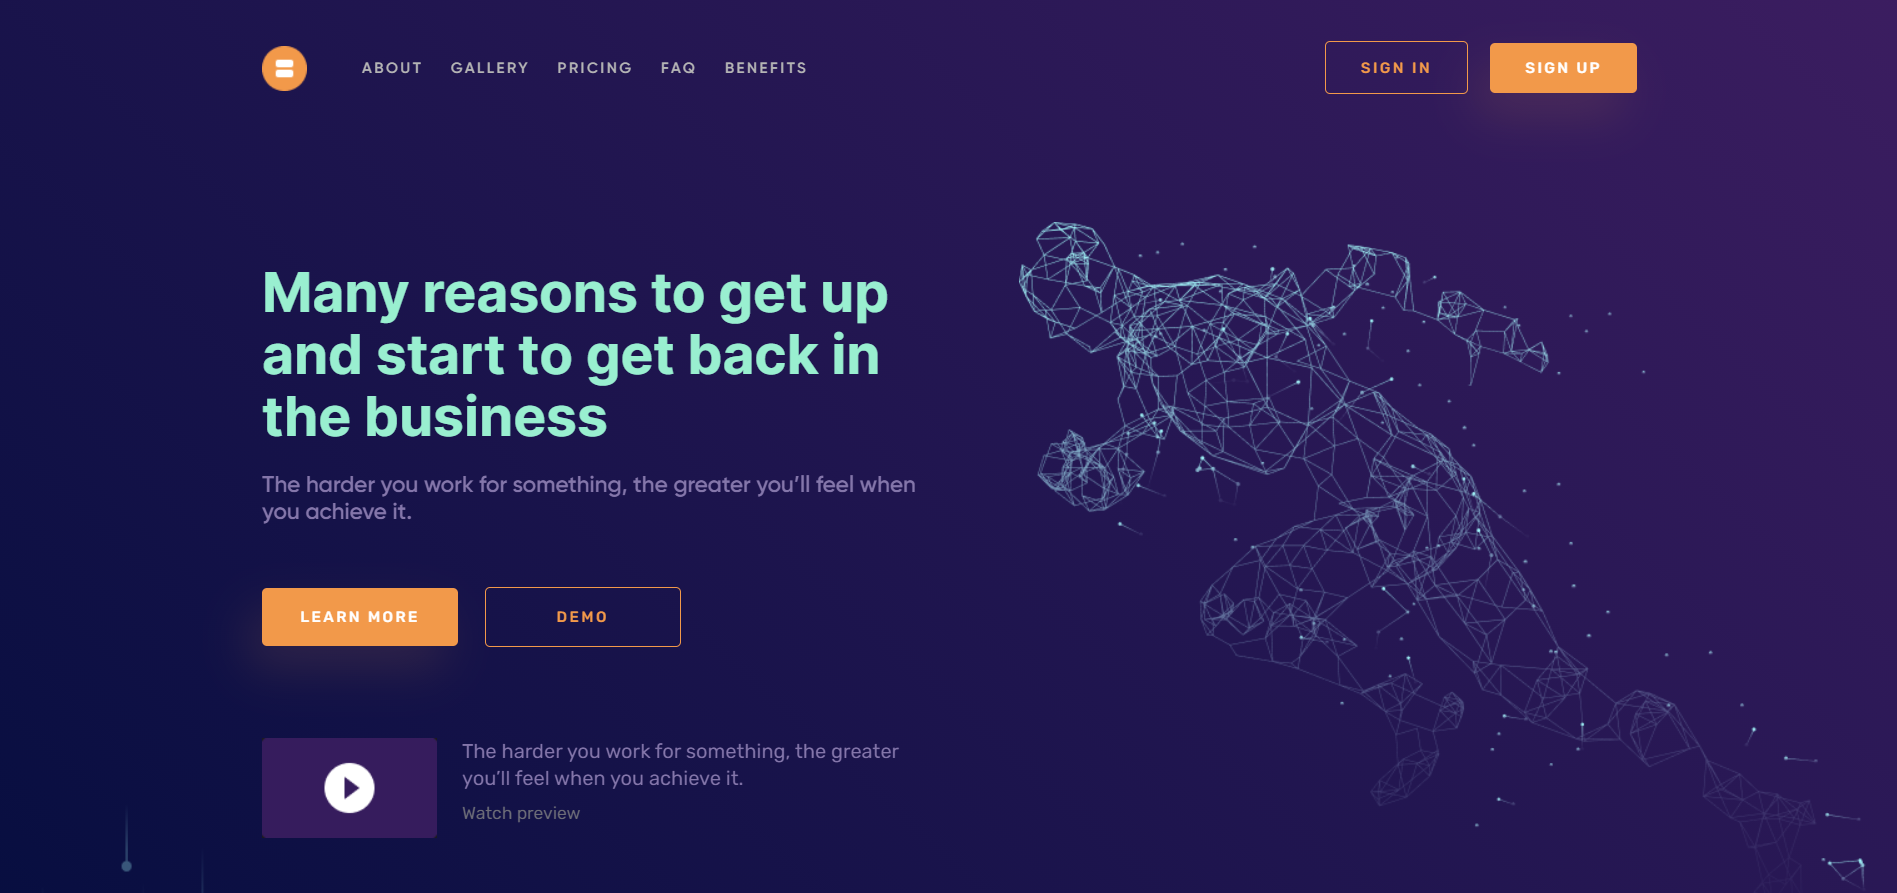 ABOUT GALLERY PRICING FAQ BENEFITS SIGN IN SIGN UP
Many reasons to get up
and start to get back in
the business
The harder you work for something, the greater you’ll feel when
you achieve it.
LEARN MORE DEMO
The harder you work for something, the greater
you’ll feel when you achieve it.
Watch preview